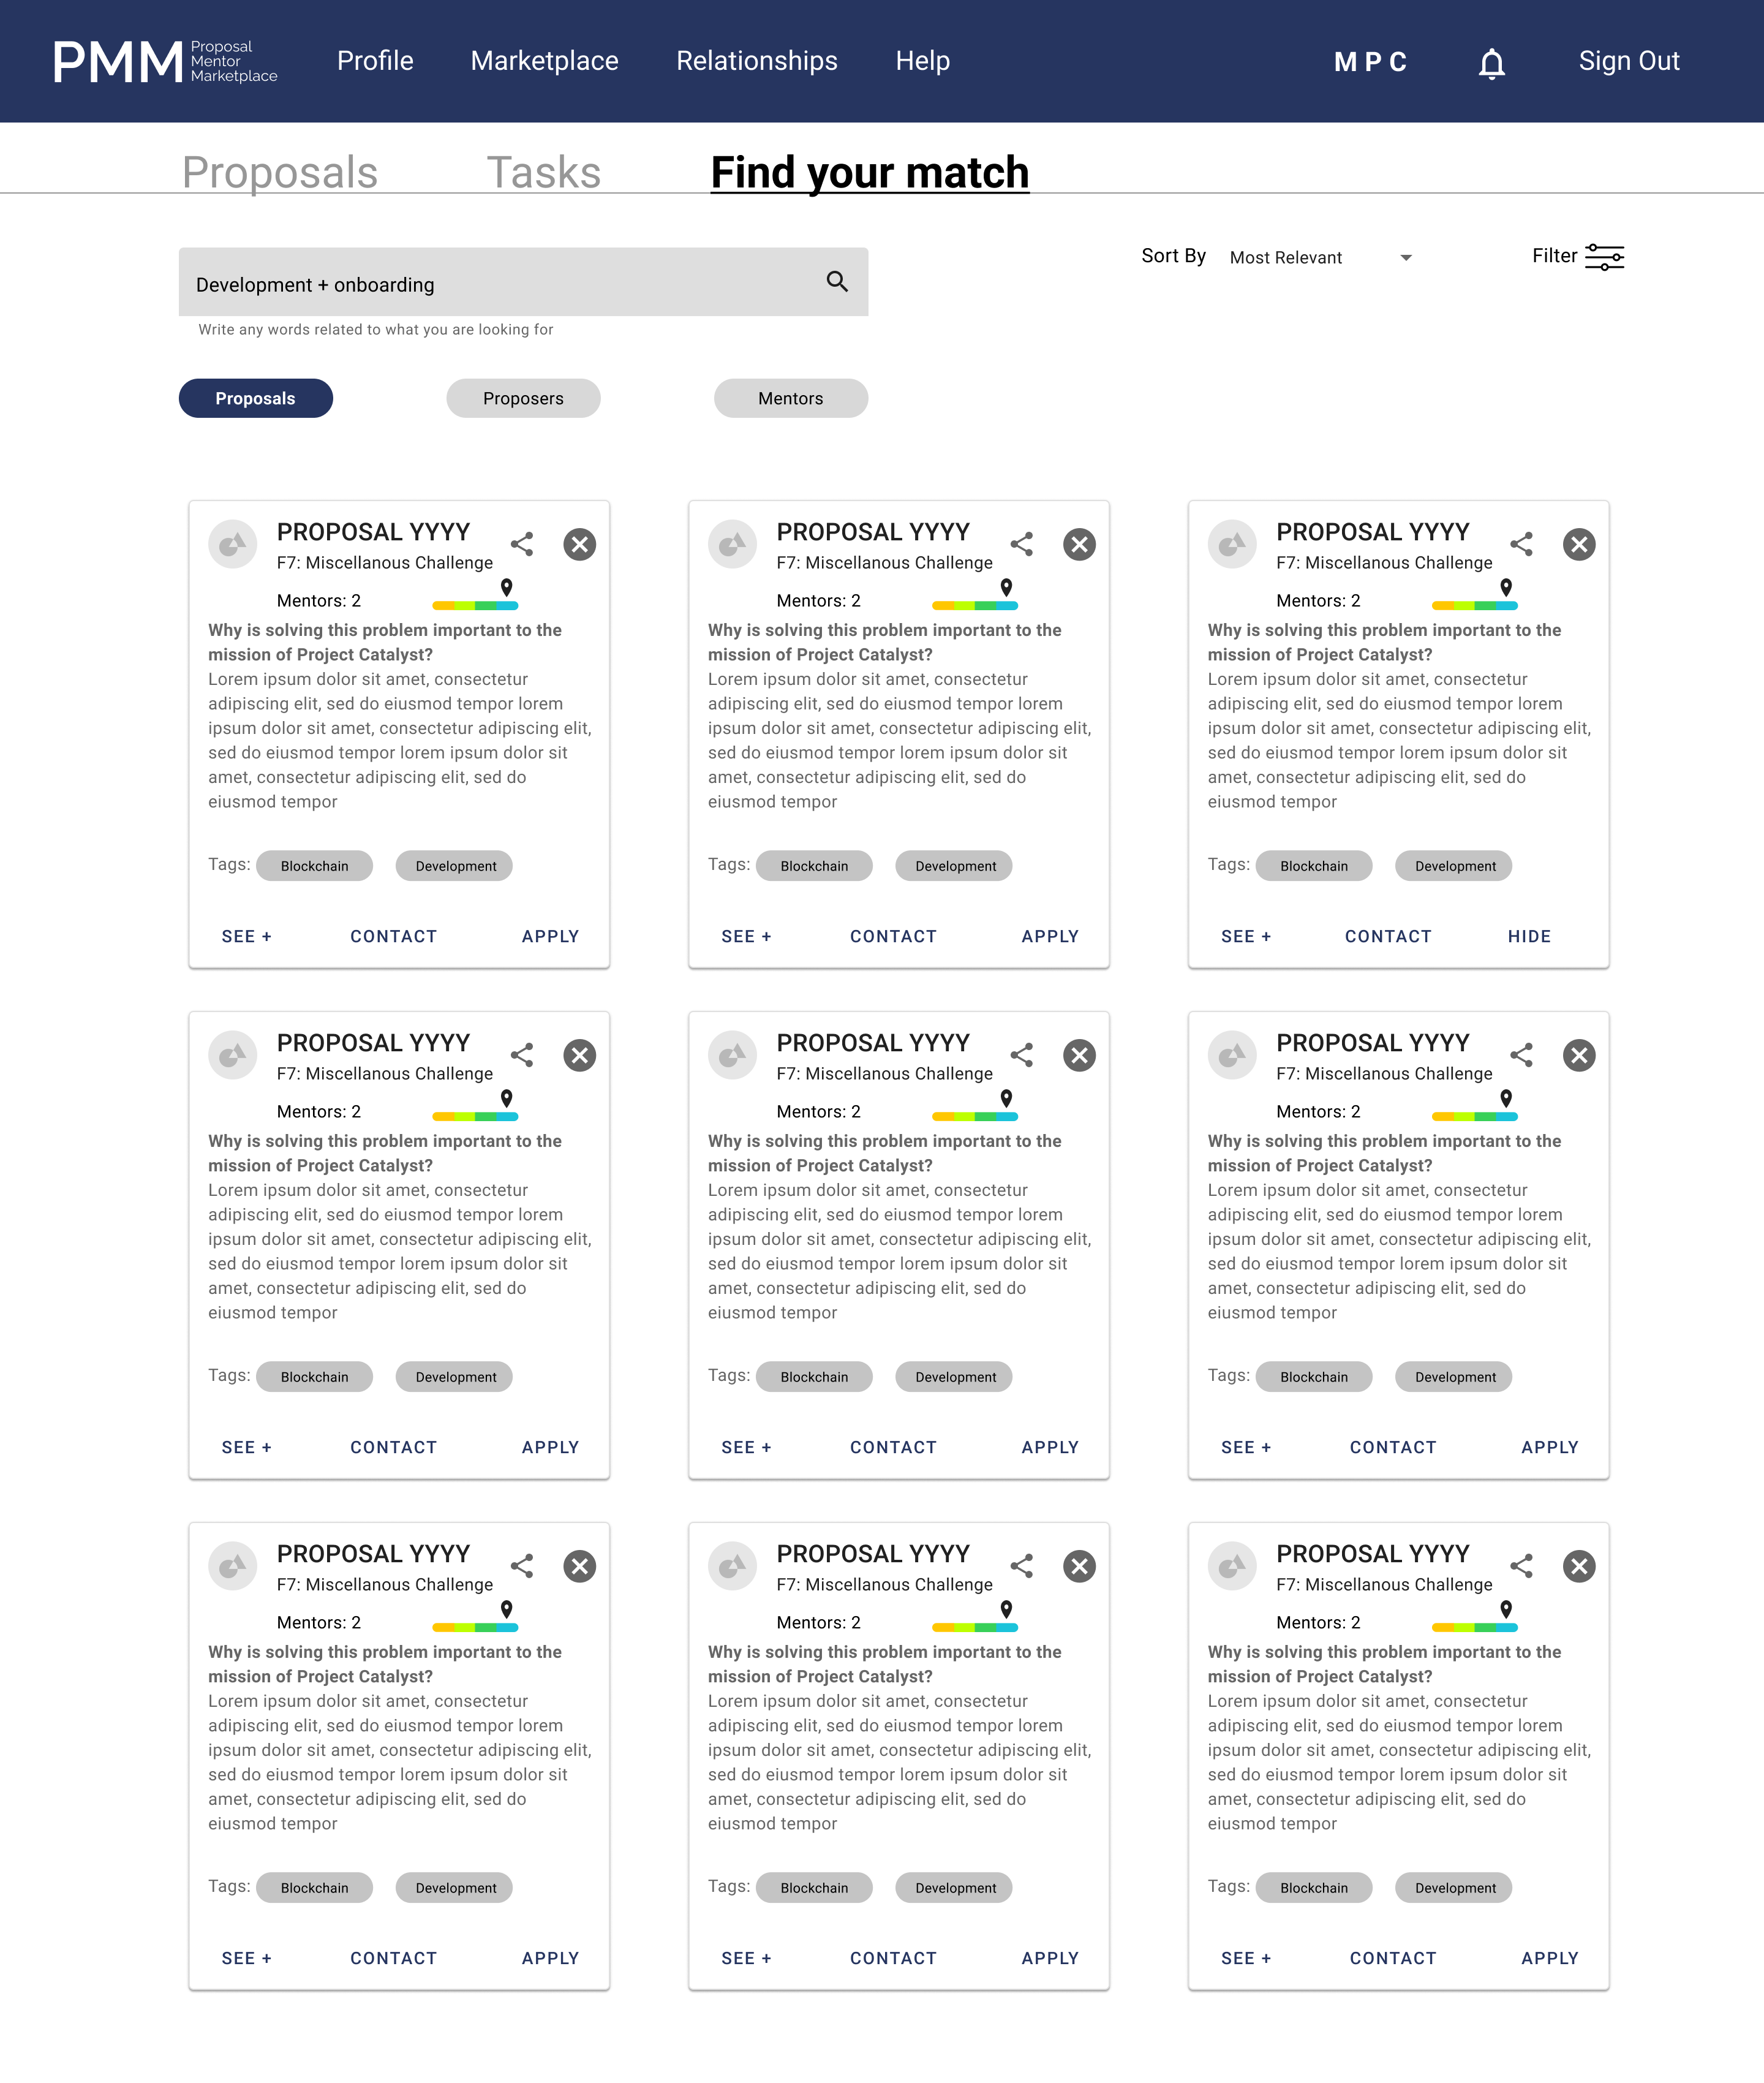 PMM Proposal
Mentor
Marketplace
Profile Marketplace Relationships Help M P C Sign Out
Proposals Tasks Find your match
Development + onboarding
Sort By Most Relevant Filter
Write any words related to what you are looking for
Proposals Proposers Mentors
PROPOSAL YYYY
F7: Miscellanous Challenge
Mentors: 2
Why is solving this problem important to the
mission of Project Catalyst?
Lorem ipsum dolor sit amet, consectetur
adipiscing elit, sed do eiusmod tempor lorem
ipsum dolor sit amet, consectetur adipiscing elit,
sed do eiusmod tempor lorem ipsum dolor sit
amet, consectetur adipiscing elit, sed do
eiusmod tempor
Tags: Blockchain Development
SEE + CONTACT APPLY
PROPOSAL YYYY
F7: Miscellanous Challenge
Mentors: 2
Why is solving this problem important to the
mission of Project Catalyst?
Lorem ipsum dolor sit amet, consectetur
adipiscing elit, sed do eiusmod tempor lorem
ipsum dolor sit amet, consectetur adipiscing elit,
sed do eiusmod tempor lorem ipsum dolor sit
amet, consectetur adipiscing elit, sed do
eiusmod tempor
Tags: Blockchain Development
SEE + CONTACT APPLY
PROPOSAL YYYY
F7: Miscellanous Challenge
Mentors: 2
Why is solving this problem important to the
mission of Project Catalyst?
Lorem ipsum dolor sit amet, consectetur
adipiscing elit, sed do eiusmod tempor lorem
ipsum dolor sit amet, consectetur adipiscing elit,
sed do eiusmod tempor lorem ipsum dolor sit
amet, consectetur adipiscing elit, sed do
eiusmod tempor
Tags: Blockchain Development
SEE + CONTACT HIDE
PROPOSAL YYYY
F7: Miscellanous Challenge
Mentors: 2
Why is solving this problem important to the
mission of Project Catalyst?
Lorem ipsum dolor sit amet, consectetur
adipiscing elit, sed do eiusmod tempor lorem
ipsum dolor sit amet, consectetur adipiscing elit,
sed do eiusmod tempor lorem ipsum dolor sit
amet, consectetur adipiscing elit, sed do
eiusmod tempor
Tags: Blockchain Development
SEE + CONTACT APPLY
PROPOSAL YYYY
F7: Miscellanous Challenge
Mentors: 2
Why is solving this problem important to the
mission of Project Catalyst?
Lorem ipsum dolor sit amet, consectetur
adipiscing elit, sed do eiusmod tempor lorem
ipsum dolor sit amet, consectetur adipiscing elit,
sed do eiusmod tempor lorem ipsum dolor sit
amet, consectetur adipiscing elit, sed do
eiusmod tempor
Tags: Blockchain Development
SEE + CONTACT APPLY
PROPOSAL YYYY
F7: Miscellanous Challenge
Mentors: 2
Why is solving this problem important to the
mission of Project Catalyst?
Lorem ipsum dolor sit amet, consectetur
adipiscing elit, sed do eiusmod tempor lorem
ipsum dolor sit amet, consectetur adipiscing elit,
sed do eiusmod tempor lorem ipsum dolor sit
amet, consectetur adipiscing elit, sed do
eiusmod tempor
Tags: Blockchain Development
SEE + CONTACT APPLY
PROPOSAL YYYY
F7: Miscellanous Challenge
Mentors: 2
Why is solving this problem important to the
mission of Project Catalyst?
Lorem ipsum dolor sit amet, consectetur
adipiscing elit, sed do eiusmod tempor lorem
ipsum dolor sit amet, consectetur adipiscing elit,
sed do eiusmod tempor lorem ipsum dolor sit
amet, consectetur adipiscing elit, sed do
eiusmod tempor
Tags: Blockchain Development
SEE + CONTACT APPLY
PROPOSAL YYYY
F7: Miscellanous Challenge
Mentors: 2
Why is solving this problem important to the
mission of Project Catalyst?
Lorem ipsum dolor sit amet, consectetur
adipiscing elit, sed do eiusmod tempor lorem
ipsum dolor sit amet, consectetur adipiscing elit,
sed do eiusmod tempor lorem ipsum dolor sit
amet, consectetur adipiscing elit, sed do
eiusmod tempor
Tags: Blockchain Development
SEE + CONTACT APPLY
PROPOSAL YYYY
F7: Miscellanous Challenge
Mentors: 2
Why is solving this problem important to the
mission of Project Catalyst?
Lorem ipsum dolor sit amet, consectetur
adipiscing elit, sed do eiusmod tempor lorem
ipsum dolor sit amet, consectetur adipiscing elit,
sed do eiusmod tempor lorem ipsum dolor sit
amet, consectetur adipiscing elit, sed do
eiusmod tempor
Tags: Blockchain Development
SEE + CONTACT APPLY